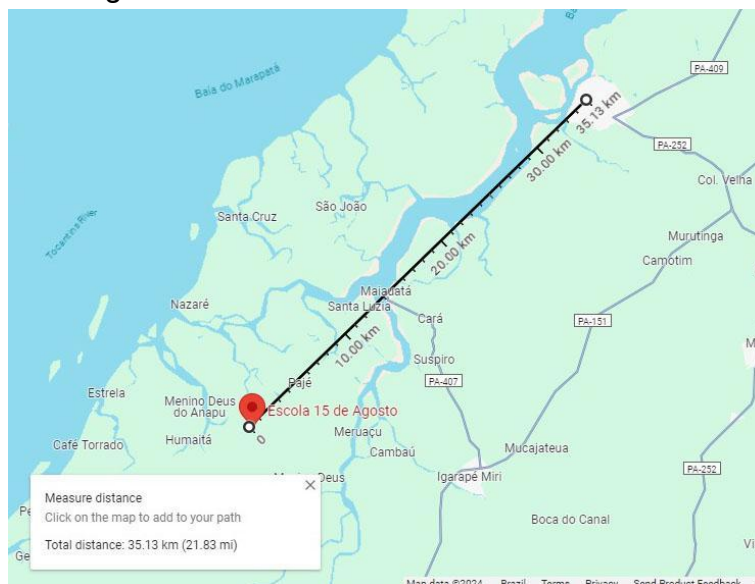 Baía do Marapatá
PA-409
35.13 km
30.00 km
PA-252
Col. Velha
São João
Santa Cruz
Tocantins River
Murutinga
20.00 km
Camotim
Maiauatá
Nazaré
Santa Luzia
Cará
PA-151
10.00 km
Suspiro
Pajé
PA-407
Estrela
Menino Deus
do Anapu
Escola 15 de Agosto
0
Humaitá
Meruaçu
Café Torrado
Cambaú
Mucajateua
Igarapé Miri
PA-252
Measure distance
Click on the map to add to your path
Total distance: 35.13 km (21.83 mi)
Boca do Canal
Map data ©2024 Brazil Terms Privacy Send Product Feedback